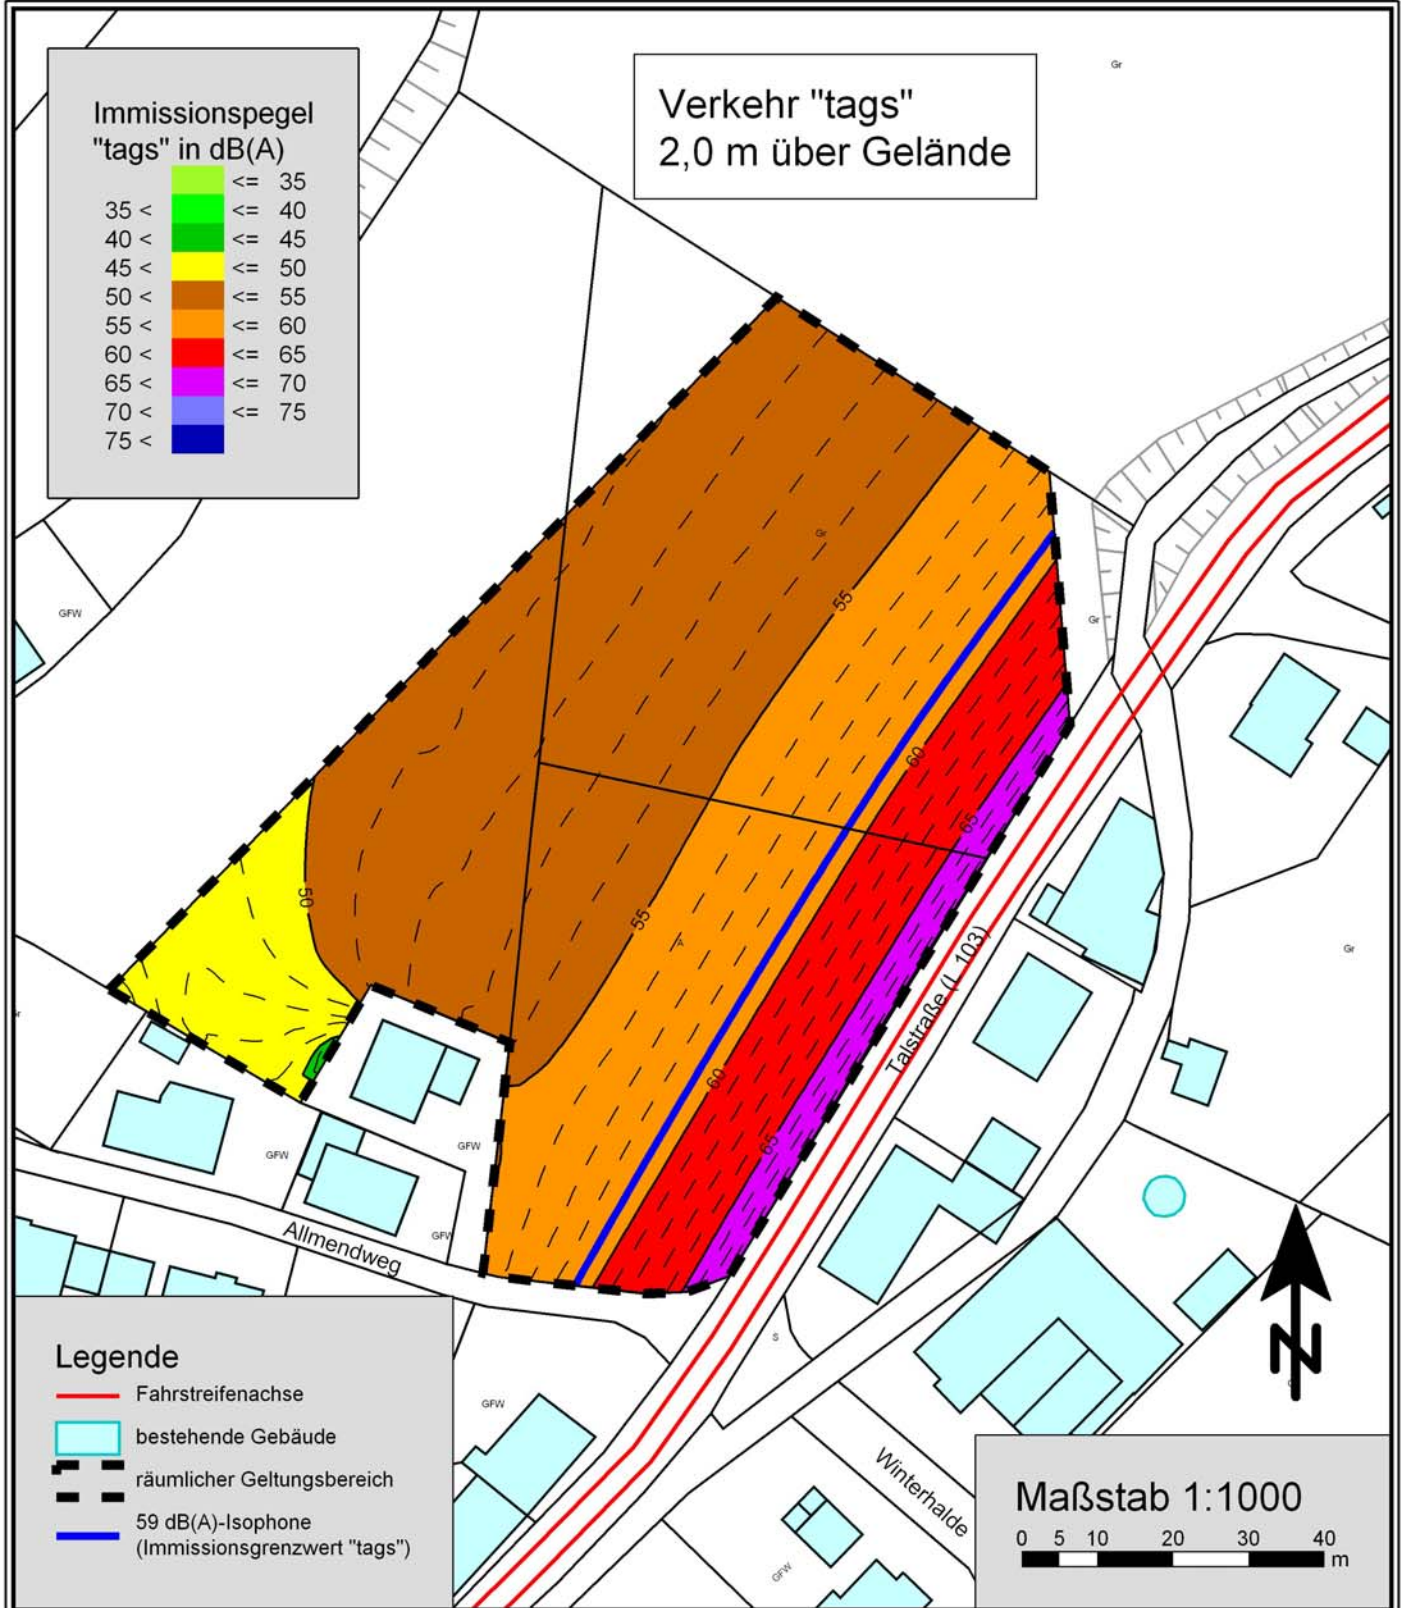 Immissionspegel
"tags" in dB(A)
<= 35
35 < <= 40
40 < <= 45
45 < <= 50
50 < <= 55
55 < <= 60
60 < <= 65
65 < <= 70
70 < <= 75
75 <
Verkehr "tags"
2,0 m über Gelände
Gr
Gr
55
Gr
GFW
60
65
50
55
A
Talstraße (L 103)
Gr
60
65
GFW
GFW
Allmendweg
S
GFW
Winterhalde
GFW
N
Legende
Fahrstreifenachse
bestehende Gebäude
räumlicher Geltungsbereich
59 dB(A)-Isophone
(Immissionsgrenzwert "tags")
Maßstab 1:1000
0 5 10 20 30 40
m